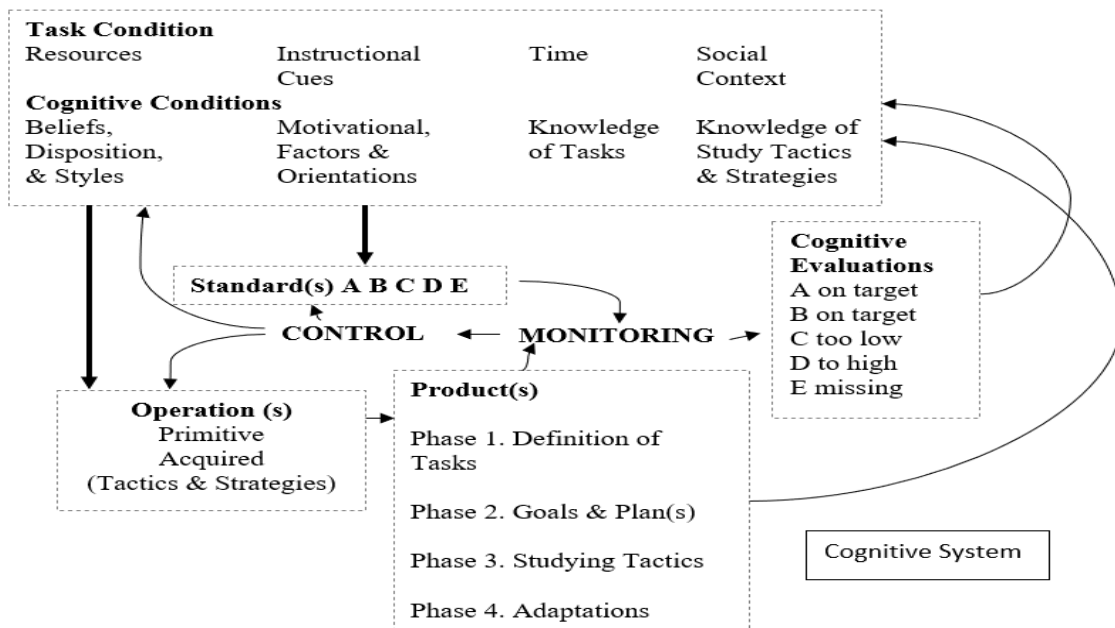 Task Condition
Resources
Instructional
Cues
Time
Social
Context
Cognitive Conditions
Beliefs,
Disposition,
& Styles
Motivational,
Factors &
Orientations
Knowledge
of Tasks
Knowledge of
Study Tactics
& Strategies
Standard(s) A B C D E
CONTROL
MONITORING
Cognitive
Evaluations
A on target
B on target
C too low
D to high
E missing
Operation (s)
Primitive
Acquired
(Tactics & Strategies)
Product(s)
Phase 1. Definition of
Tasks
Phase 2. Goals & Plan(s)
Phase 3. Studying Tactics
Phase 4. Adaptations
Cognitive System